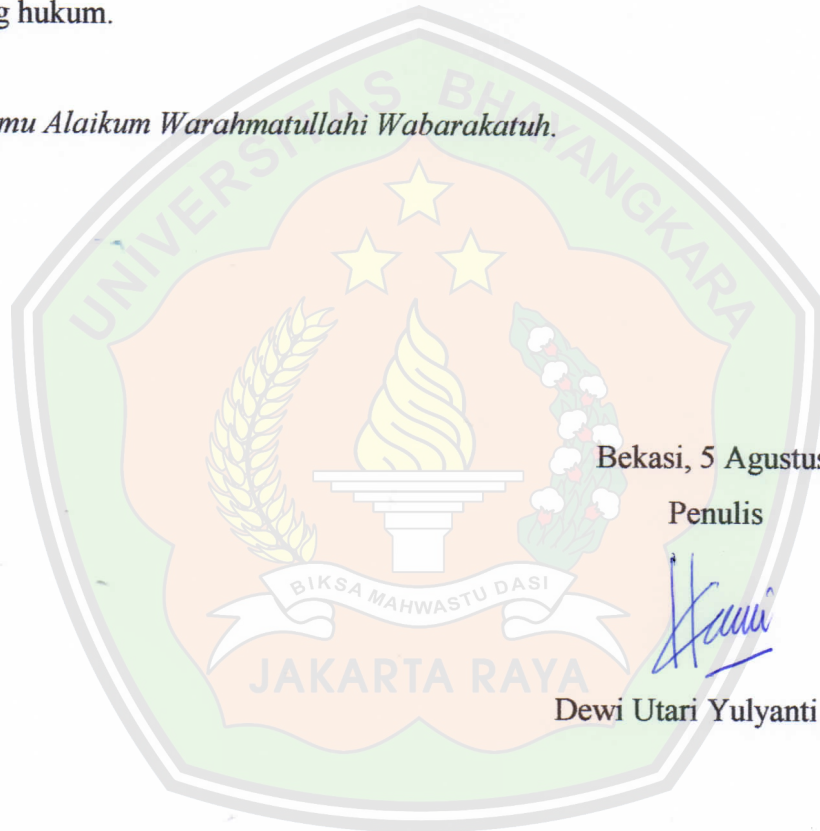 g hukum.
mu Alaikum Warahmatullahi Wabarakatuh.
UNIVERSITAS BHAYANGKARA
Bekasi, 5 Agustus
Penulis
BIKSA MAHWASTU DASI
JAKARTA RAYA
Dewi Utari Yulyanti